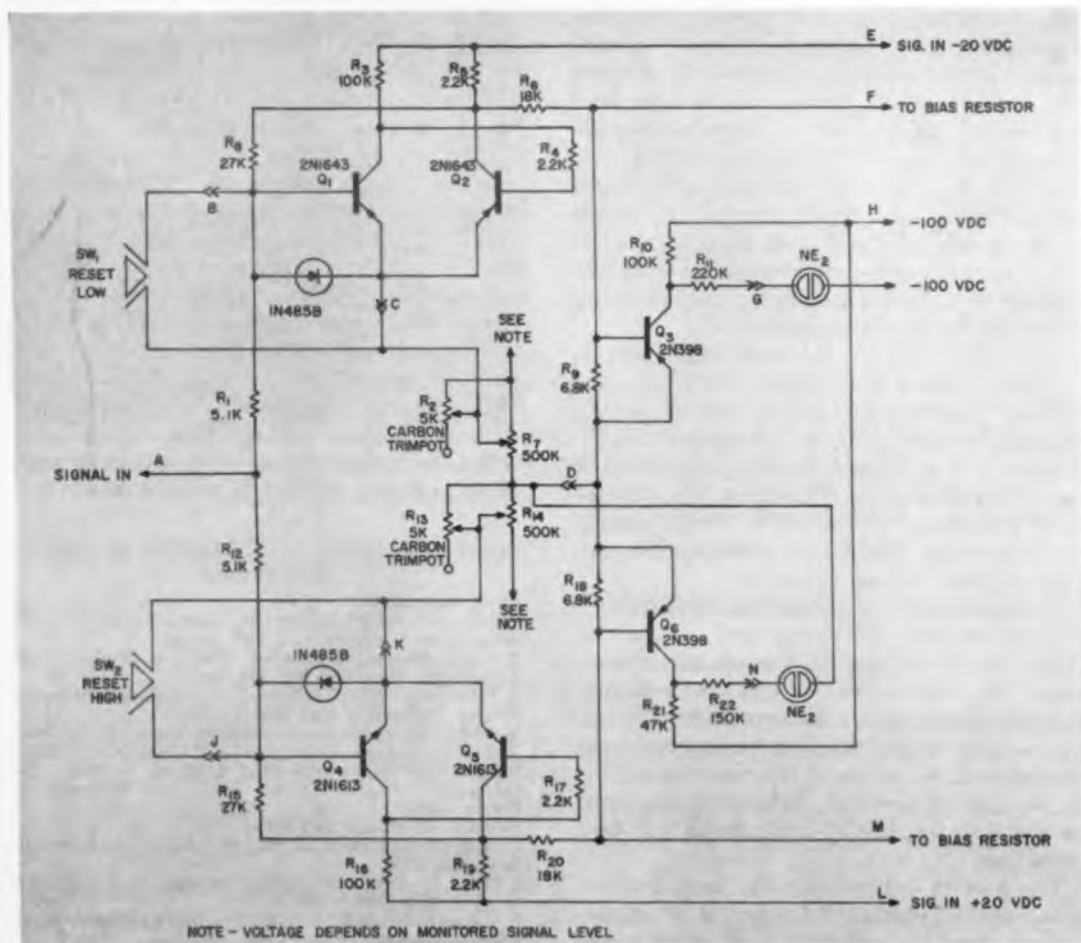 E
SIG. IN -20 VDC
R3
100K
R5
2.2K
R6
18K
F
TO BIAS RESISTOR
R8
27K
2N1643
Q1
2N1643
Q2
R4
2.2K
B
SW1
RESET
LOW
IN485B
C
R10
100K
R11
220K
G
NE2
H
-100 VDC
-100 VDC
Q3
2N398
SEE
NOTE
R1
5.1K
R2
5K
CARBON
TRIMPOT
R7
500K
R9
6.8K
SIGNAL IN
A
D
R13
5K
CARBON
TRIMPOT
R14
500K
R12
5.1K
SEE
NOTE
R18
6.8K
Q6
2N398
SW2
RESET
HIGH
IN485B
K
N
R22
150K
NE2
R21
47K
J
Q4
2N1613
Q5
2N1613
R17
2.2K
R15
27K
R16
100K
R19
2.2K
R20
18K
M
TO BIAS RESISTOR
L
SIG. IN +20 VDC
NOTE - VOLTAGE DEPENDS ON MONITORED SIGNAL LEVEL